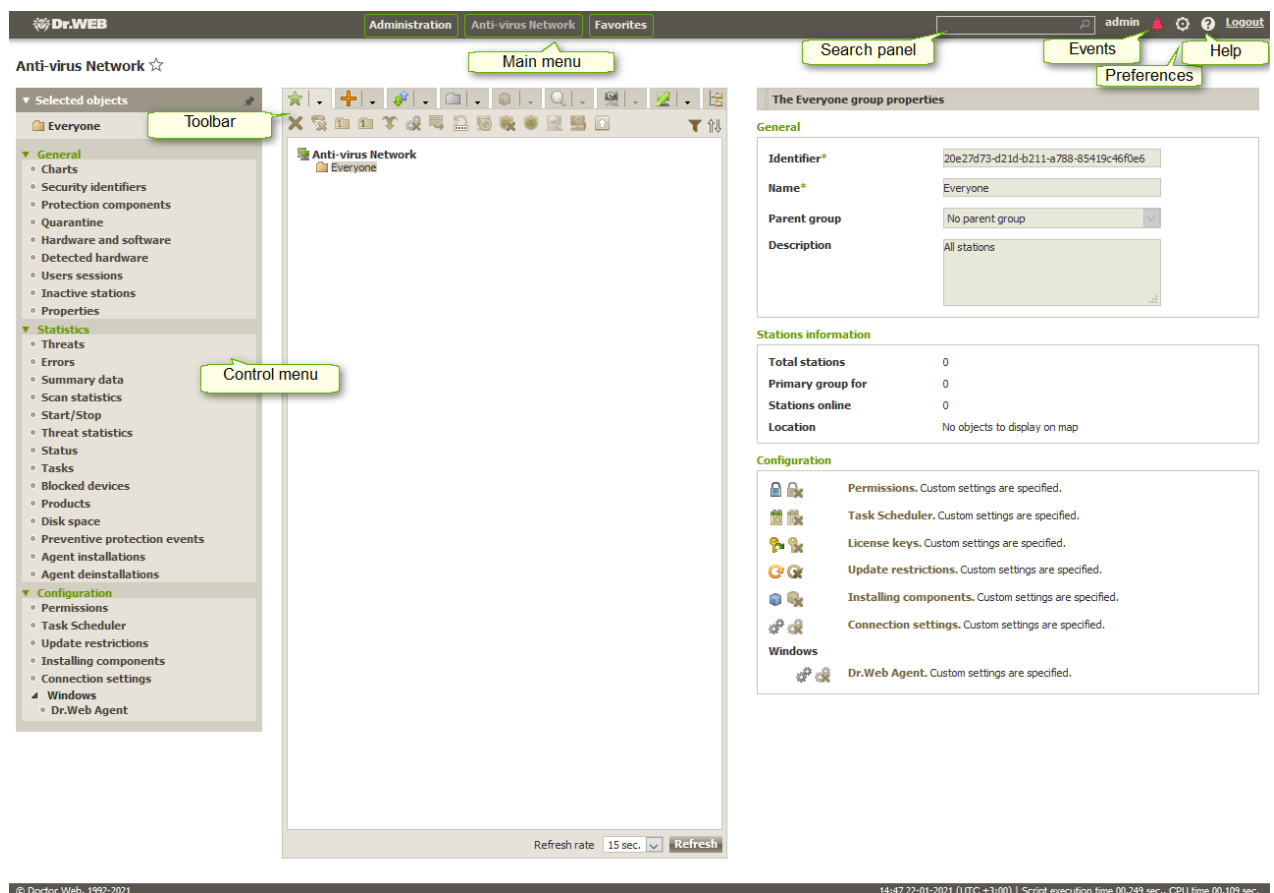 Dr.WEB
Administration
Anti-virus Network
Favorites
admin
Logout
Search panel
Events
Help
Main menu
Preferences
Anti-virus Network
Selected objects
Everyone
Toolbar
General
Charts
Security identifiers
Protection components
Quarantine
Hardware and software
Detected hardware
Users sessions
Inactive stations
Properties
Statistics
Threats
Errors
Summary data
Scan statistics
Start/Stop
Threat statistics
Status
Tasks
Blocked devices
Products
Disk space
Preventive protection events
Agent installations
Agent deinstallations
Control menu
Configuration
Permissions
Task Scheduler
Update restrictions
Installing components
Connection settings
Windows
Dr.Web Agent
Anti-virus Network
Everyone
Refresh rate 15 sec. Refresh
The Everyone group properties
General
Identifier* 20e27d73-d21d-b211-a788-85419c46f0e6
Name* Everyone
Parent group No parent group
Description All stations
Stations information
Total stations 0
Primary group for 0
Stations online 0
Location No objects to display on map
Configuration
Permissions. Custom settings are specified.
Task Scheduler. Custom settings are specified.
License keys. Custom settings are specified.
Update restrictions. Custom settings are specified.
Installing components. Custom settings are specified.
Connection settings. Custom settings are specified.
Windows
Dr.Web Agent. Custom settings are specified.
© Doctor Web, 1992-2021
14:47 22-01-2021 (UTC +3:00) | Script execution time 00.249 sec., CPU time 00.109 sec.